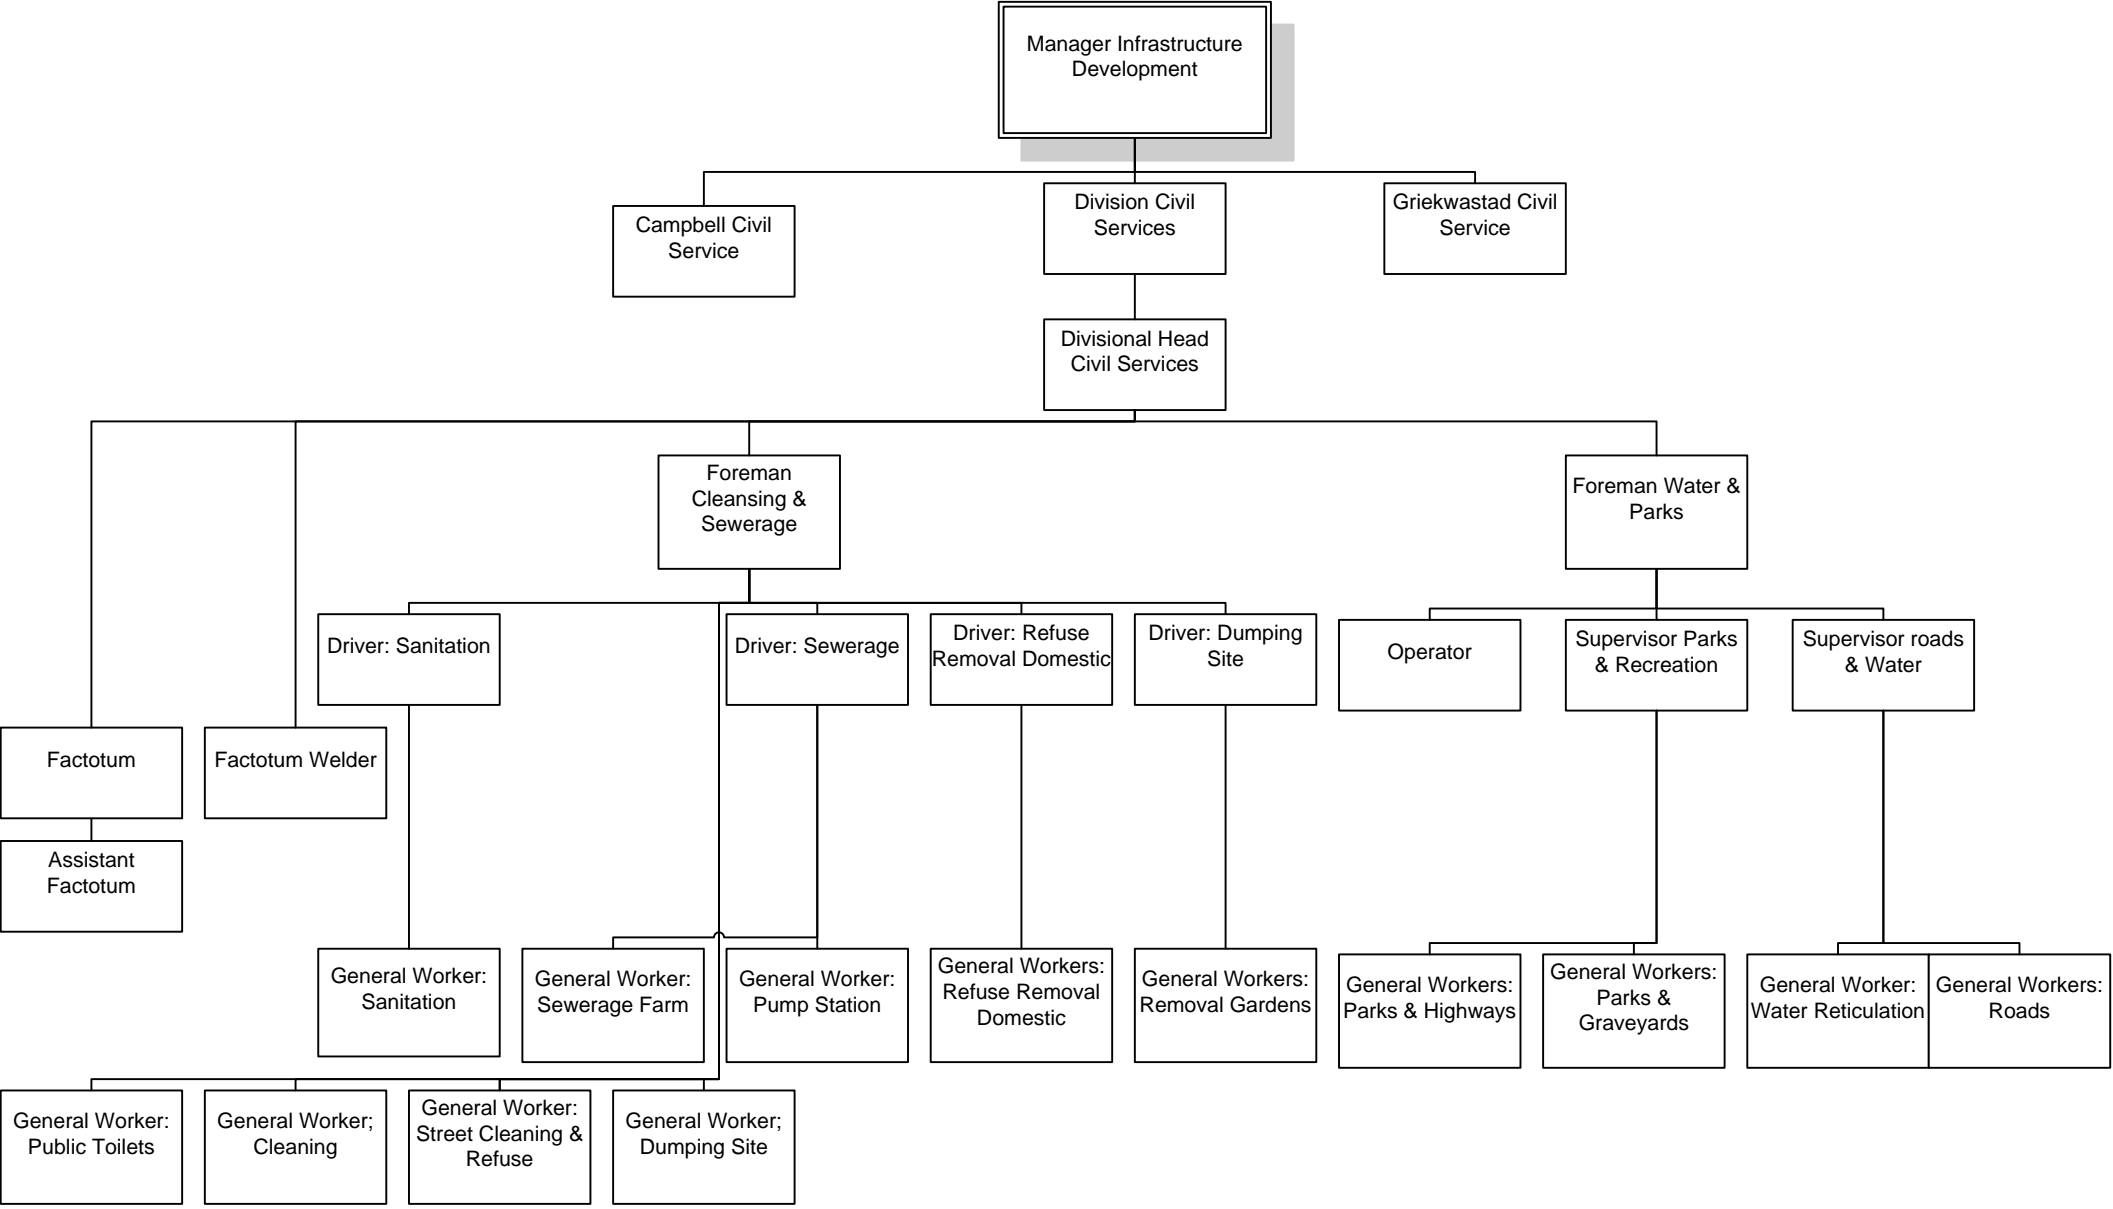 Manager Infrastructure
Development
Campbell Civil
Service
Division Civil
Services
Griekwastad Civil
Service
Divisional Head
Civil Services
Foreman
Cleansing &
Sewerage
Foreman Water &
Parks
Driver: Sanitation
Driver: Sewerage
Driver: Refuse
Removal Domestic
Driver: Dumping
Site
Operator
Supervisor Parks
& Recreation
Supervisor roads
& Water
Factotum
Factotum Welder
Assistant
Factotum
General Worker:
Sanitation
General Worker:
Sewerage Farm
General Worker:
Pump Station
General Workers:
Refuse Removal
Domestic
General Workers:
Removal Gardens
General Workers:
Parks & Highways
General Workers:
Parks &
Graveyards
General Worker:
Water Reticulation
General Workers:
Roads
General Worker:
Public Toilets
General Worker;
Cleaning
General Worker:
Street Cleaning &
Refuse
General Worker;
Dumping Site